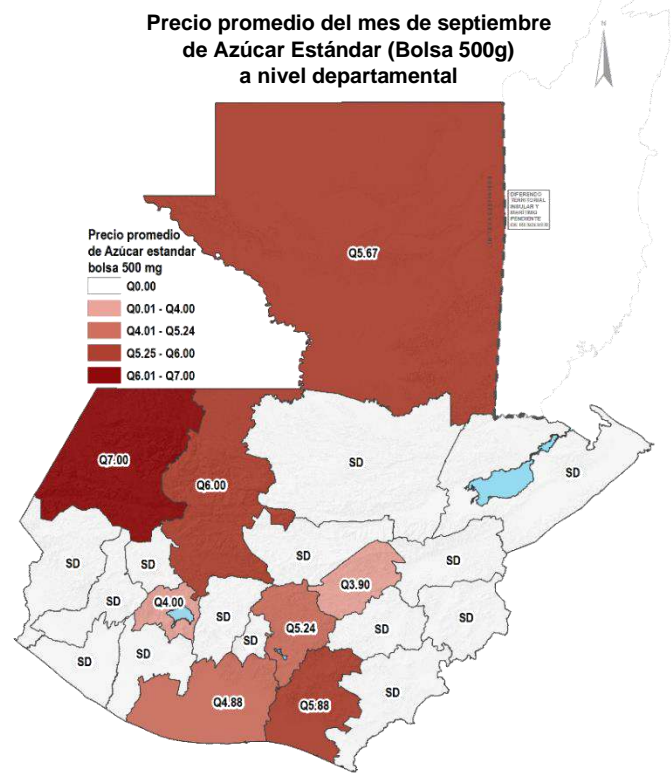 Precio promedio del mes de septiembre
de Azúcar Estándar (Bolsa 500g)
a nivel departamental
N
DIFERENDO
TERRITORIAL
INSULAR Y
MARITIMO
PENDIENTE
Precio promedio
de Azúcar estandar
bolsa 500 mg
Q0.00
Q0.01 - Q4.00
Q4.01 - Q5.24
Q5.25 - Q6.00
Q6.01 - Q7.00
Q5.67
Q7.00
Q6.00
SD
SD
SD
SD
SD
SD
Q3.90
SD
Q4.00
SD
SD
Q5.24
SD
SD
SD
SD
SD
Q4.88
Q5.88
SD